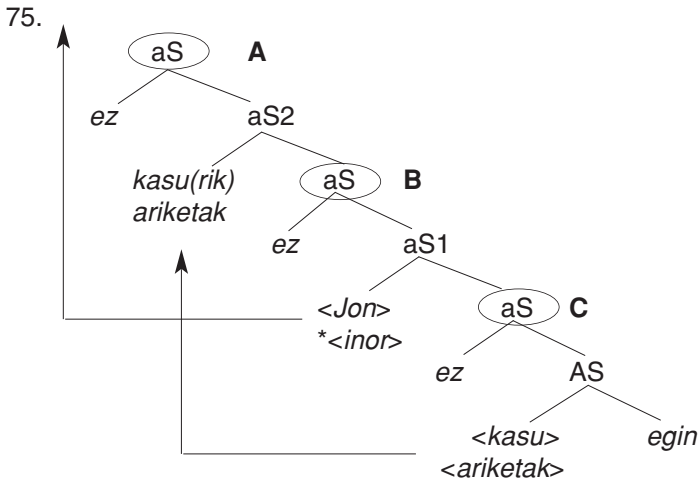 75.
aS A
ez
aS2
kasu(rik)
ariketak
aS B
ez
aS1
<Jon>
*<inor>
aS C
ez
AS
<kasu>
<ariketak>
egin